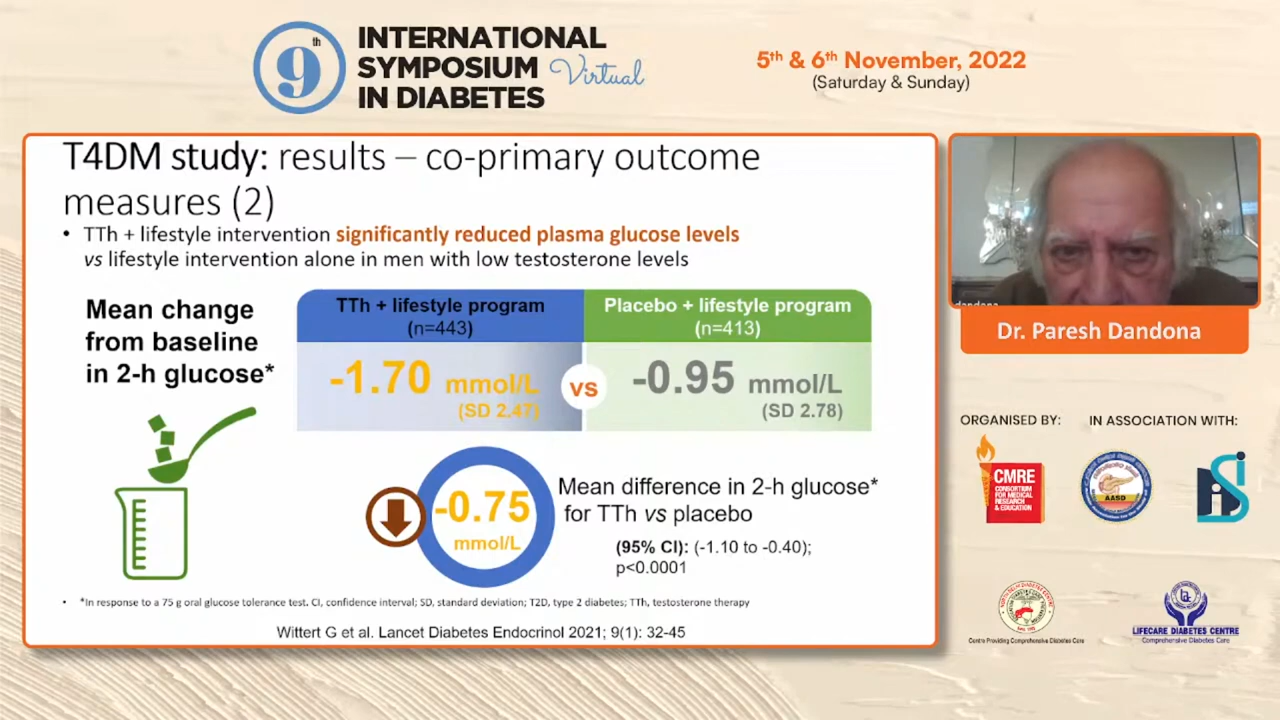 9th
INTERNATIONAL
SYMPOSIUM Virtual
IN DIABETES
5th & 6th November, 2022
(Saturday & Sunday)
T4DM study: results – co-primary outcome
measures (2)
• TTh + lifestyle intervention significantly reduced plasma glucose levels
vs lifestyle intervention alone in men with low testosterone levels
Mean change
from baseline
in 2-h glucose*
TTh + lifestyle program
(n=443)
-1.70 mmol/L
(SD 2.47)
vs
Placebo + lifestyle program
(n=413)
-0.95 mmol/L
(SD 2.78)
-0.75
mmol/L
Mean difference in 2-h glucose*
for TTh vs placebo
(95% CI): (-1.10 to -0.40);
p<0.0001
• *In response to a 75 g oral glucose tolerance test. CI, confidence interval; SD, standard deviation; T2D, type 2 diabetes; TTh, testosterone therapy
Wittert G et al. Lancet Diabetes Endocrinol 2021; 9(1): 32-45
dandona
Dr. Paresh Dandona
ORGANISED BY:
IN ASSOCIATION WITH:
CMRE
CONSORTIUM
FOR MEDICAL
RESEARCH
& EDUCATION
AASD
Centre Providing Comprehensive Diabetes Care
LIFECARE DIABETES CENTRE
Comprehensive Diabetes Care